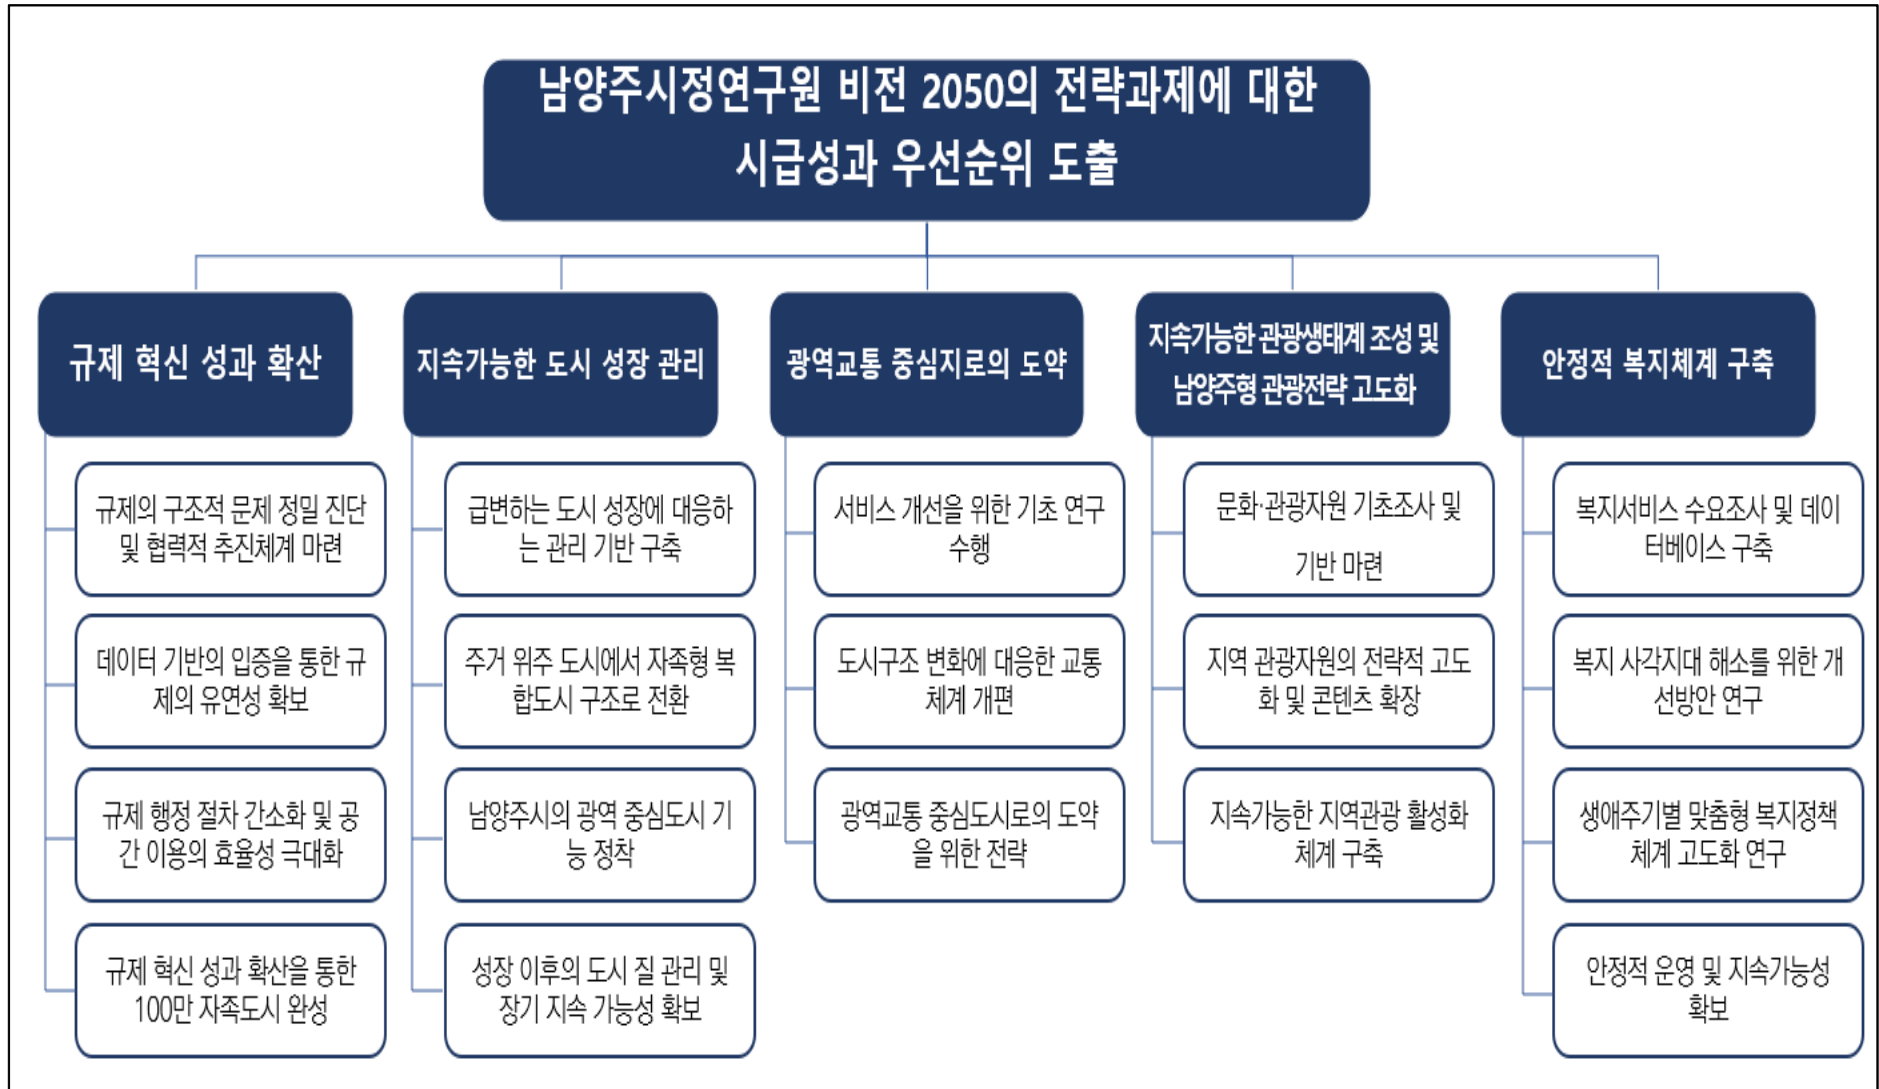 남양주시정연구원 비전 2050의 전략과제에 대한
시급성과 우선순위 도출
규제 혁신 성과 확산
규제의 구조적 문제 정밀 진단
및 협력적 추진체계 마련
데이터 기반의 입증을 통한 규
제의 유연성 확보
규제 행정 절차 간소화 및 공
간 이용의 효율성 극대화
규제 혁신 성과 확산을 통한
100만 자족도시 완성
지속가능한 도시 성장 관리
급변하는 도시 성장에 대응하
는 관리 기반 구축
주거 위주 도시에서 자족형 복
합도시 구조로 전환
남양주시의 광역 중심도시 기
능 정착
성장 이후의 도시 질 관리 및
장기 지속 가능성 확보
광역교통 중심지로의 도약
서비스 개선을 위한 기초 연구
수행
도시구조 변화에 대응한 교통
체계 개편
광역교통 중심도시로의 도약
을 위한 전략
지속가능한 관광생태계 조성 및
남양주형 관광전략 고도화
문화·관광자원 기초조사 및
기반 마련
지역 관광자원의 전략적 고도
화 및 콘텐츠 확장
지속가능한 지역관광 활성화
체계 구축
안정적 복지체계 구축
복지서비스 수요조사 및 데이
터베이스 구축
복지 사각지대 해소를 위한 개
선방안 연구
생애주기별 맞춤형 복지정책
체계 고도화 연구
안정적 운영 및 지속가능성
확보